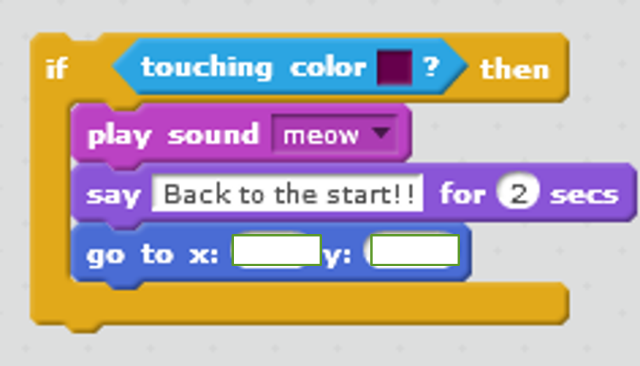 if touching color ? then
play sound meow
say Back to the start!! for 2 secs
go to x: y: